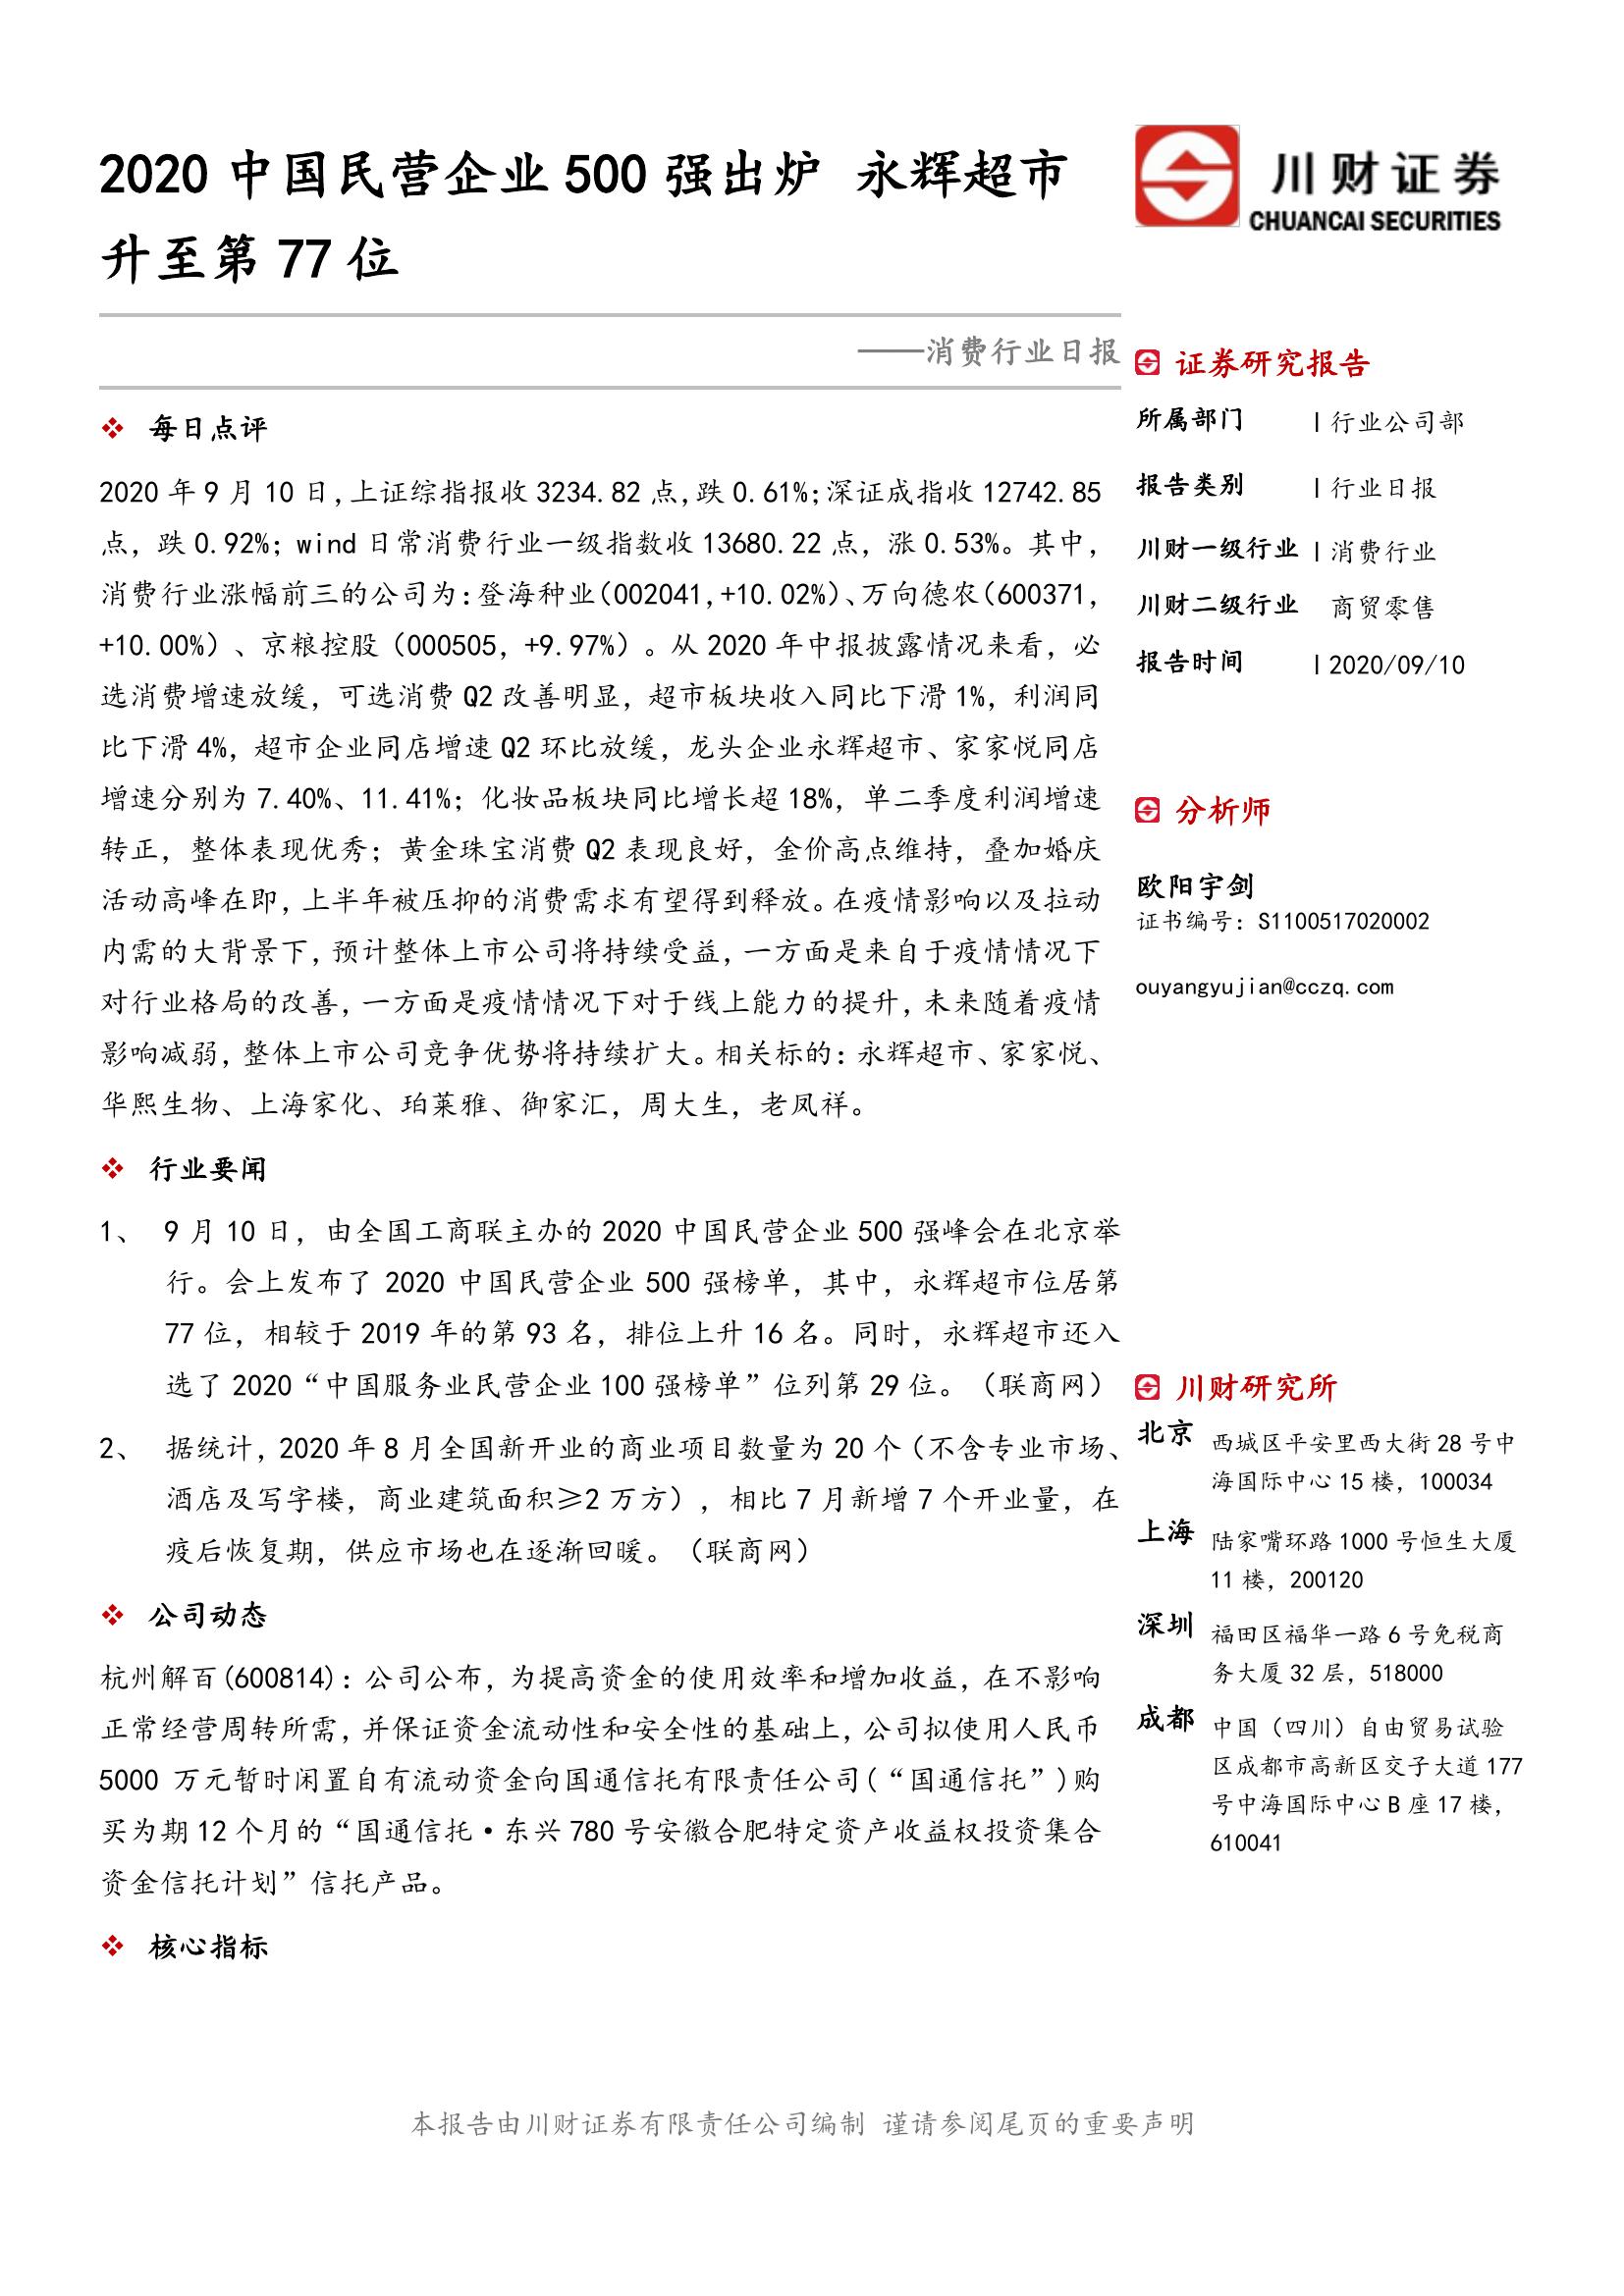 2020 中国民营企业 500 强出炉 永辉超市
升至第 77 位
川财证券
CHUANCAI SECURITIES
——消费行业日报
❖ 每日点评
2020 年 9 月 10 日，上证综指报收 3234.82 点，跌 0.61%；深证成指收 12742.85
点，跌 0.92%；wind 日常消费行业一级指数收 13680.22 点，涨 0.53%。其中，
消费行业涨幅前三的公司为：登海种业（002041,+10.02%）、万向德农（600371,
+10.00%）、京粮控股（000505, +9.97%）。从 2020 年中报披露情况来看，必
选消费增速放缓，可选消费 Q2 改善明显，超市板块收入同比下滑 1%，利润同
比下滑 4%，超市企业同店增速 Q2 环比放缓，龙头企业永辉超市、家家悦同店
增速分别为 7.40%、11.41%；化妆品板块同比增长超 18%，单二季度利润增速
转正，整体表现优秀；黄金珠宝消费 Q2 表现良好，金价高点维持，叠加婚庆
活动高峰在即，上半年被压抑的消费需求有望得到释放。在疫情影响以及拉动
内需的大背景下，预计整体上市公司将持续受益，一方面是来自于疫情情况下
对行业格局的改善，一方面是疫情情况下对于线上能力的提升，未来随着疫情
影响减弱，整体上市公司竞争优势将持续扩大。相关标的：永辉超市、家家悦、
华熙生物、上海家化、珀莱雅、御家汇，周大生，老凤祥。
❖ 行业要闻
1、 9 月 10 日，由全国工商联主办的 2020 中国民营企业 500 强峰会在北京举
行。会上发布了 2020 中国民营企业 500 强榜单，其中，永辉超市位居第
77 位，相较于 2019 年的第 93 名，排位上升 16 名。同时，永辉超市还入
选了 2020“中国服务业民营企业 100 强榜单”位列第 29 位。（联商网）
2、 据统计，2020 年 8 月全国新开业的商业项目数量为 20 个（不含专业市场、
酒店及写字楼，商业建筑面积≥2 万方），相比 7 月新增 7 个开业量，在
疫后恢复期，供应市场也在逐渐回暖。（联商网）
❖ 公司动态
杭州解百(600814)：公司公布，为提高资金的使用效率和增加收益，在不影响
正常经营周转所需，并保证资金流动性和安全性的基础上，公司拟使用人民币
5000 万元暂时闲置自有流动资金向国通信托有限责任公司(“国通信托”)购
买为期 12 个月的“国通信托·东兴 780 号安徽合肥特定资产收益权投资集合
资金信托计划”信托产品。
❖ 核心指标
证券研究报告
所属部门 | 行业公司部
报告类别 | 行业日报
川财一级行业 | 消费行业
川财二级行业 商贸零售
报告时间 | 2020/09/10
分析师
欧阳宇剑
证书编号：S1100517020002
ouyangyujian@cczq.com
川财研究所
北京 西城区平安里西大街 28 号中
海国际中心 15 楼，100034
上海 陆家嘴环路 1000 号恒生大厦
11 楼，200120
深圳 福田区福华一路 6 号免税商
务大厦 32 层，518000
成都 中国（四川）自由贸易试验
区成都市高新区交子大道 177
号中海国际中心 B 座 17 楼，
610041
本报告由川财证券有限责任公司编制 谨请参阅尾页的重要声明